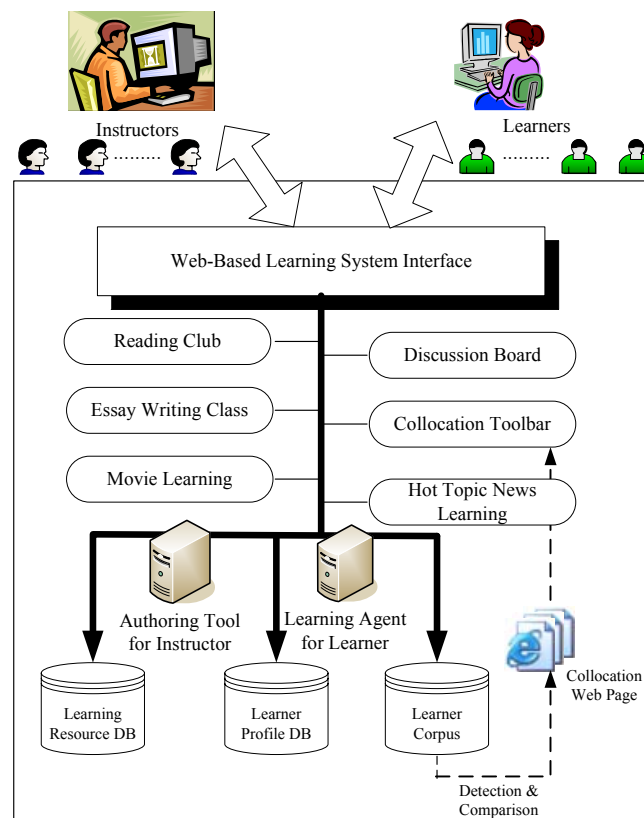 Instructors
Learners
Web-Based Learning System Interface
Reading Club
Discussion Board
Essay Writing Class
Collocation Toolbar
Movie Learning
Hot Topic News
Learning
Authoring Tool
for Instructor
Learning Agent
for Learner
Collocation
Web Page
Learning
Resource DB
Learner
Profile DB
Learner
Corpus
Detection &
Comparison